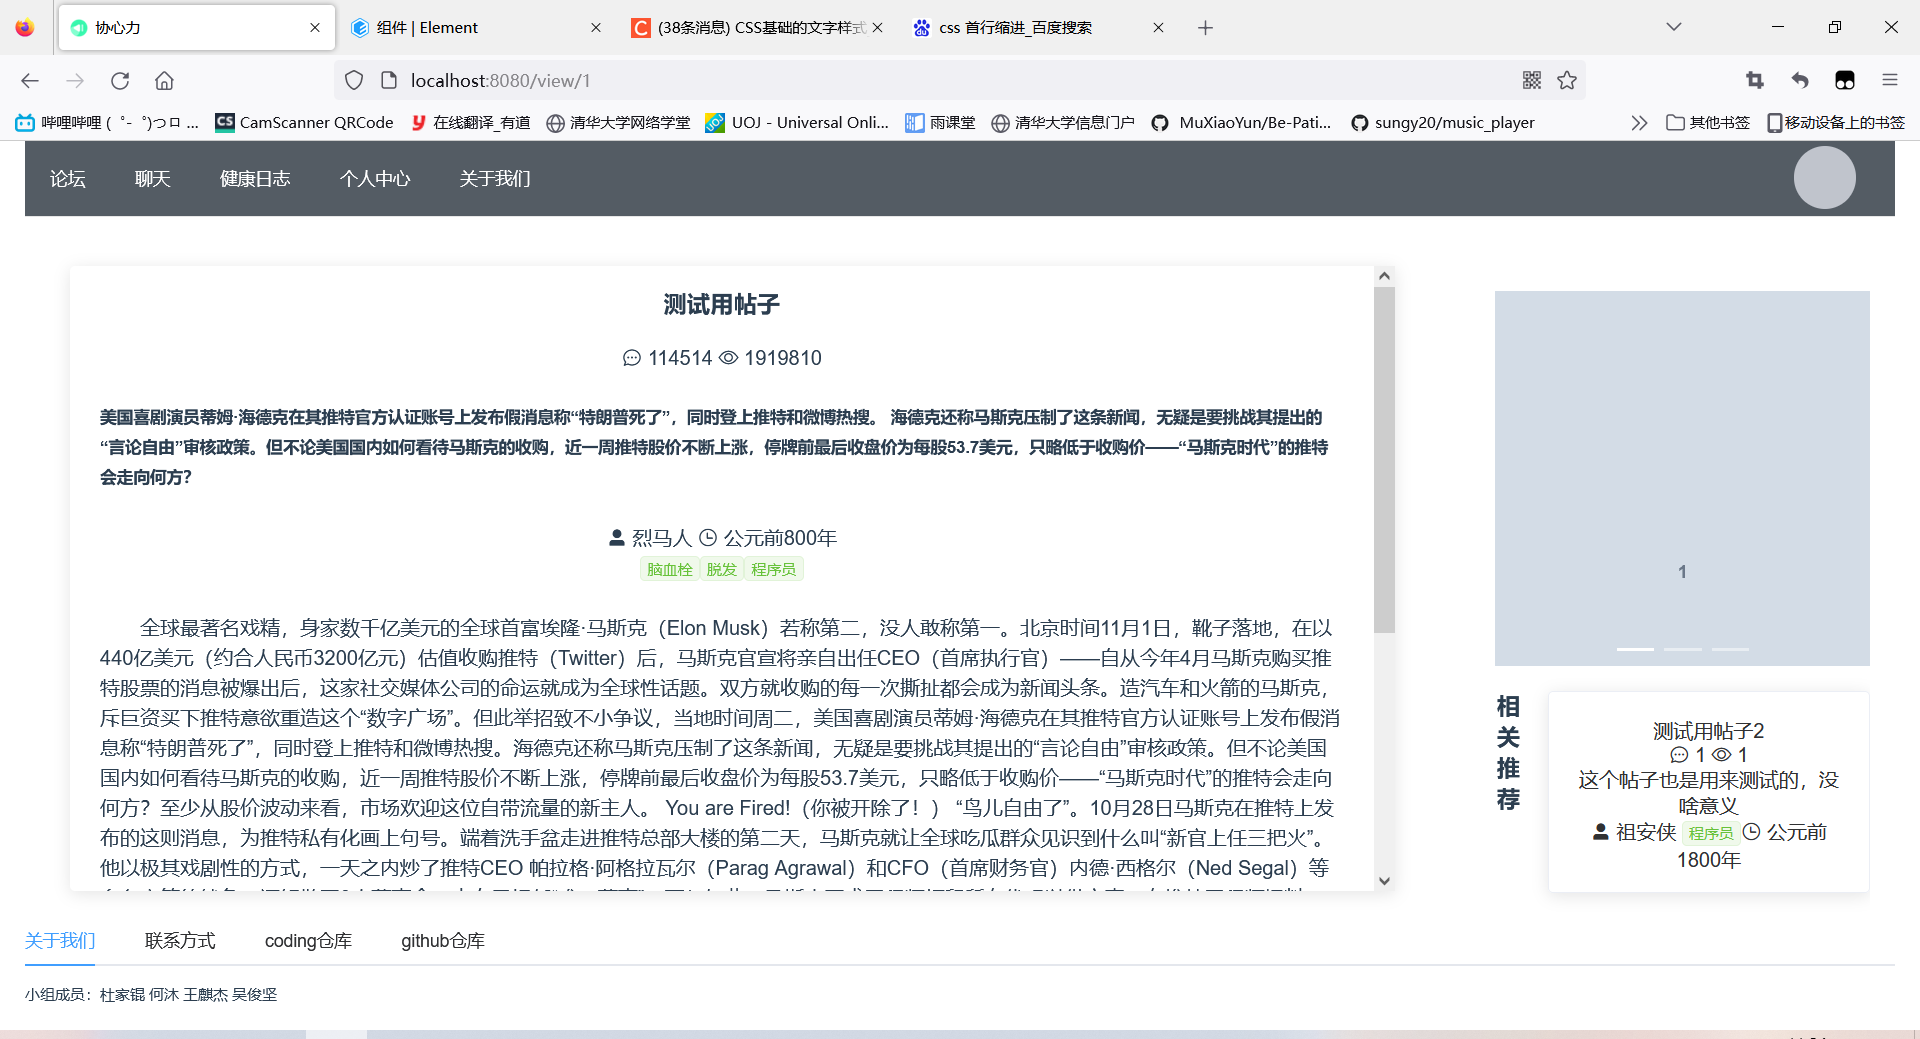 协心力
组件 | Element
(38条消息) CSS基础的文字样式
css 首行缩进_百度搜索
localhost:8080/view/1
哔哩哔哩 ( ゜- ゜)つロ ...
CamScanner QRCode
在线翻译_有道
清华大学网络学堂
UOJ - Universal Onli...
雨课堂
清华大学信息门户
MuXiaoYun/Be-Pati...
sungy20/music_player
其他书签
移动设备上的书签
论坛
聊天
健康日志
个人中心
关于我们
测试用帖子
114514 1919810
美国喜剧演员蒂姆·海德克在其推特官方认证账号上发布假消息称“特朗普死了”，同时登上推特和微博热搜。 海德克还称马斯克压制了这条新闻，无疑是要挑战其提出的
“言论自由”审核政策。但不论美国国内如何看待马斯克的收购，近一周推特股价不断上涨，停牌前最后收盘价为每股53.7美元，只略低于收购价——“马斯克时代”的推特
会走向何方？
烈马人 公元前800年
脑血栓 脱发 程序员
全球最著名戏精，身家数千亿美元的全球首富埃隆·马斯克（Elon Musk）若称第二，没人敢称第一。北京时间11月1日，靴子落地，在以
440亿美元（约合人民币3200亿元）估值收购推特（Twitter）后，马斯克官宣将亲自出任CEO（首席执行官）——自从今年4月马斯克购买推
特股票的消息被爆出后，这家社交媒体公司的命运就成为全球性话题。双方就收购的每一次撕扯都会成为新闻头条。造汽车和火箭的马斯克，
斥巨资买下推特意欲重造这个“数字广场”。但此举招致不小争议，当地时间周二，美国喜剧演员蒂姆·海德克在其推特官方认证账号上发布假消
息称“特朗普死了”，同时登上推特和微博热搜。海德克还称马斯克压制了这条新闻，无疑是要挑战其提出的“言论自由”审核政策。但不论美国
国内如何看待马斯克的收购，近一周推特股价不断上涨，停牌前最后收盘价为每股53.7美元，只略低于收购价——“马斯克时代”的推特会走向
何方？至少从股价波动来看，市场欢迎这位自带流量的新主人。 You are Fired!（你被开除了！） “鸟儿自由了”。10月28日马斯克在推特上发
布的这则消息，为推特私有化画上句号。端着洗手盆走进推特总部大楼的第二天，马斯克就让全球吃瓜群众见识到什么叫“新官上任三把火”。
他以极其戏剧性的方式，一天之内炒了推特CEO 帕拉格·阿格拉瓦尔（Parag Agrawal）和CFO（首席财务官）内德·西格尔（Ned Segal）等
1
相关推荐
测试用帖子2
1 1
这个帖子也是用来测试的，没
啥意义
祖安侠 程序员 公元前
1800年
关于我们
联系方式
coding仓库
github仓库
小组成员：杜家锟 何沐 王麒杰 吴俊坚